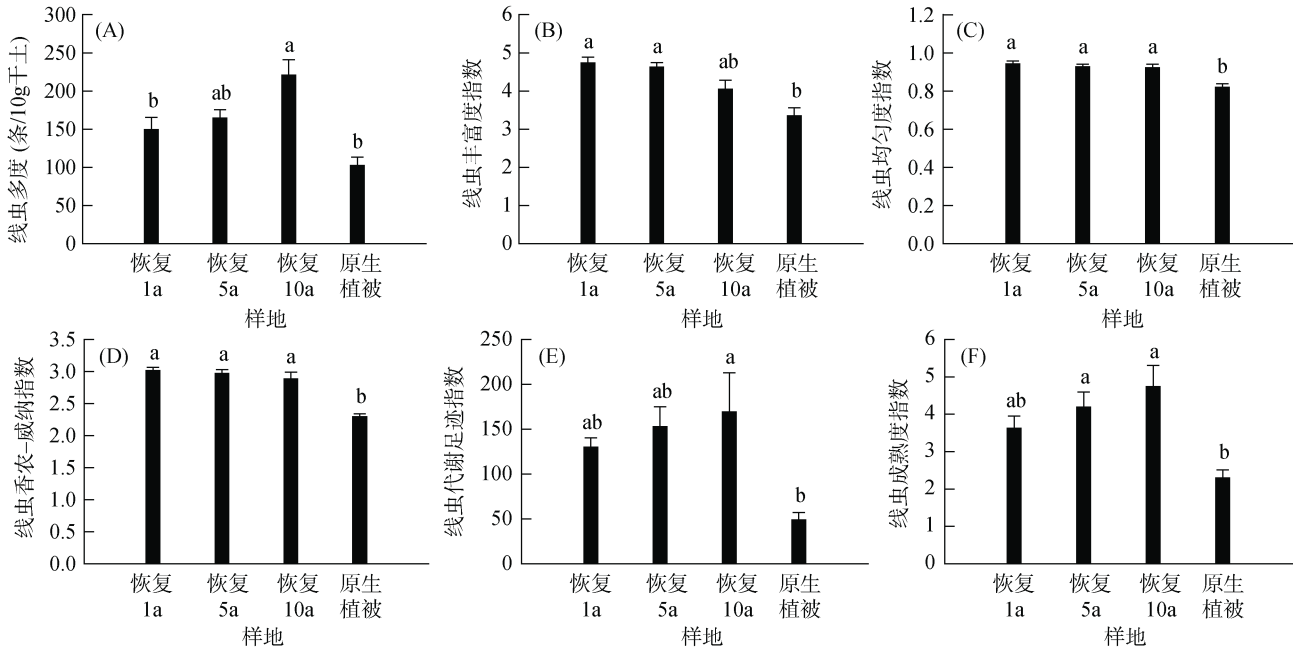 (A)
线虫多度 (条/10g干土)
300
250
200
150
100
50
0
b
ab
a
b
恢复 恢复 恢复 原生
1a 5a 10a 植被
样地
(B)
线虫丰富度指数
6
5
4
3
2
1
0
a
a
ab
b
恢复 恢复 恢复 原生
1a 5a 10a 植被
样地
(C)
线虫均匀度指数
1.2
1.0
0.8
0.6
0.4
0.2
0.0
a
a
a
b
恢复 恢复 恢复 原生
1a 5a 10a 植被
样地
(D)
线虫香农–威纳指数
3.5
3.0
2.5
2.0
1.5
1.0
0.5
0.0
a
a
a
b
恢复 恢复 恢复 原生
1a 5a 10a 植被
样地
(E)
线虫代谢足迹指数
250
200
150
100
50
0
ab
ab
a
b
恢复 恢复 恢复 原生
1a 5a 10a 植被
样地
(F)
线虫成熟度指数
6
5
4
3
2
1
0
ab
a
a
b
恢复 恢复 恢复 原生
1a 5a 10a 植被
样地